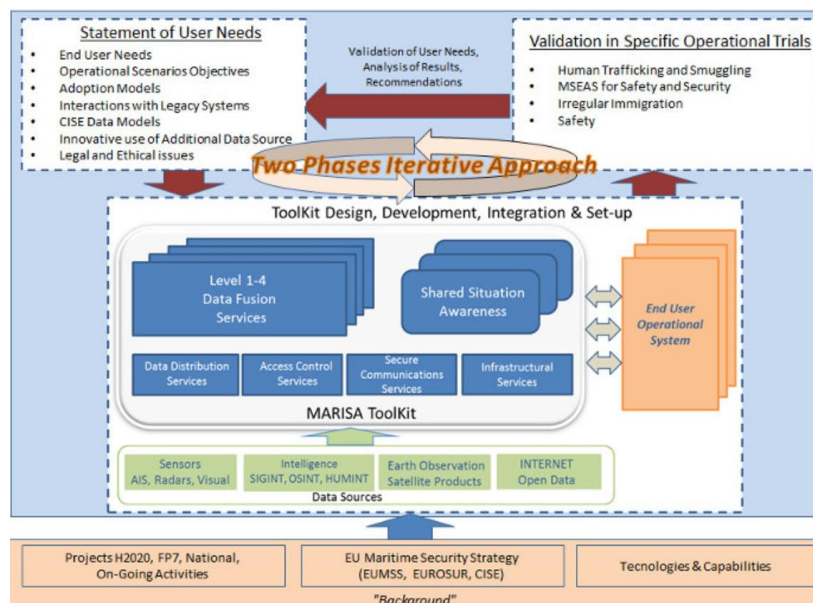 Statement of User Needs
• End User Needs
• Operational Scenarios Objectives
• Adoption Models
• Interactions with Legacy Systems
• CISE Data Models
• Innovative use of Additional Data Source
• Legal and Ethical issues
Validation of User Needs,
Analysis of Results,
Recommendations
Validation in Specific Operational Trials
• Human Trafficking and Smuggling
• MSEAS for Safety and Security
• Irregular Immigration
• Safety
Two Phases Iterative Approach
ToolKit Design, Development, Integration & Set-up
Level 1-4
Data Fusion
Services
Shared Situation
Awareness
End User
Operational
System
Data Distribution
Services
Access Control
Services
Secure
Communications
Services
Infrastructural
Services
MARISA ToolKit
Sensors
AIS, Radars, Visual
Intelligence
SIGINT, OSINT, HUMINT
Earth Observation
Satellite Products
INTERNET
Open Data
Data Sources
Projects H2020, FP7, National,
On-Going Activities
EU Maritime Security Strategy
(EUMSS, EUROSUR, CISE)
Tecnologies & Capabilities
"Background"